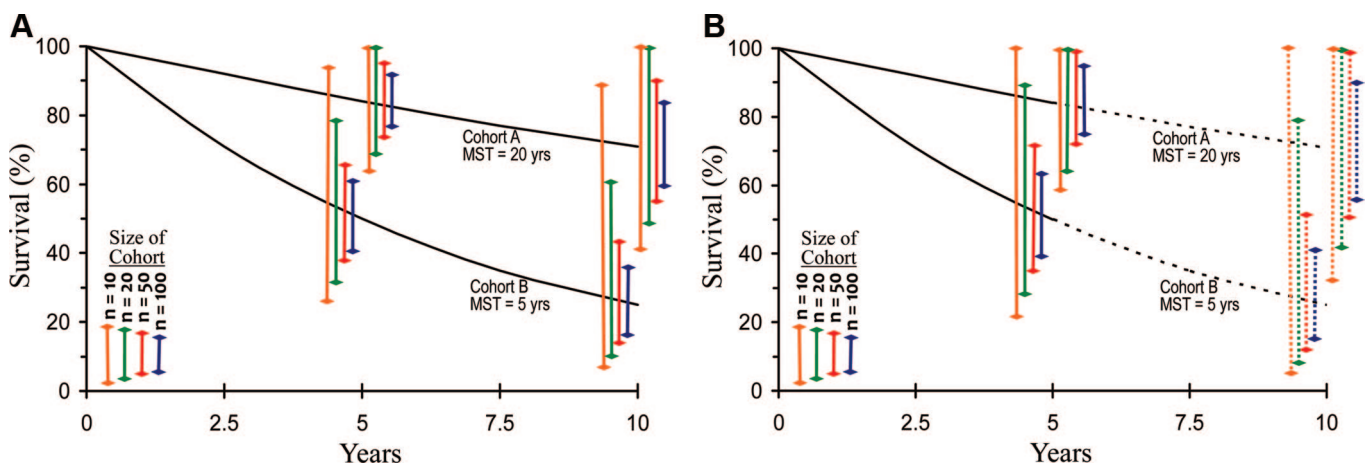 A
100
80
60
40
20
0
Survival (%)
0
2.5
5
7.5
10
Years
Cohort A
MST = 20 yrs
Cohort B
MST = 5 yrs
Size of
Cohort
n = 10
n = 20
n = 50
n = 100
B
100
80
60
40
20
0
Survival (%)
0
2.5
5
7.5
10
Years
Cohort A
MST = 20 yrs
Cohort B
MST = 5 yrs
Size of
Cohort
n = 10
n = 20
n = 50
n = 100